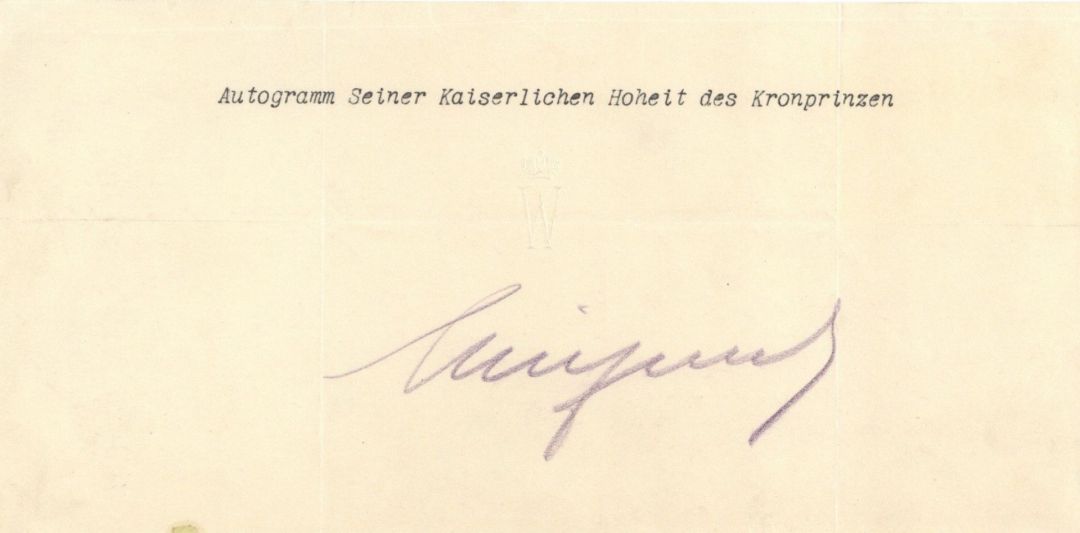 Autogramm Seiner Kaiserlichen Hoheit des Kronprinzen
W